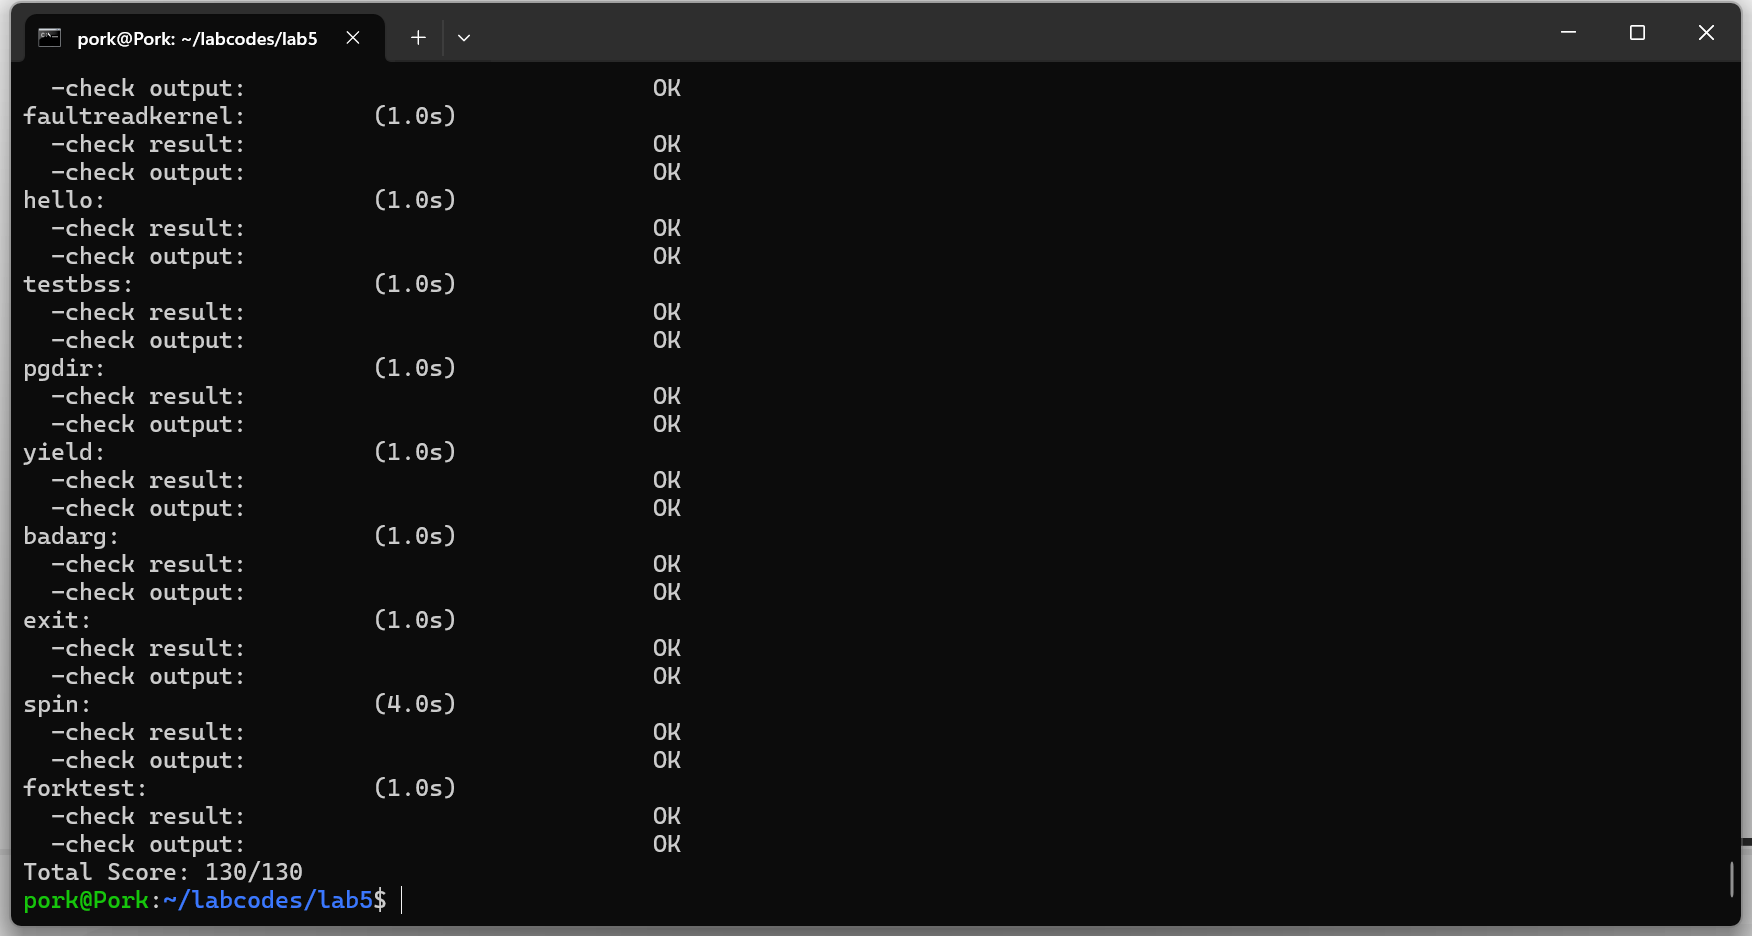 pork@Pork: ~/labcodes/lab5
  -check output:                             OK
faultreadkernel:         (1.0s)
  -check result:                             OK
  -check output:                             OK
hello:                   (1.0s)
  -check result:                             OK
  -check output:                             OK
testbss:                 (1.0s)
  -check result:                             OK
  -check output:                             OK
pgdir:                   (1.0s)
  -check result:                             OK
  -check output:                             OK
yield:                   (1.0s)
  -check result:                             OK
  -check output:                             OK
badarg:                  (1.0s)
  -check result:                             OK
  -check output:                             OK
exit:                    (1.0s)
  -check result:                             OK
  -check output:                             OK
spin:                    (4.0s)
  -check result:                             OK
  -check output:                             OK
forktest:                (1.0s)
  -check result:                             OK
  -check output:                             OK
Total Score: 130/130
pork@Pork:~/labcodes/lab5$